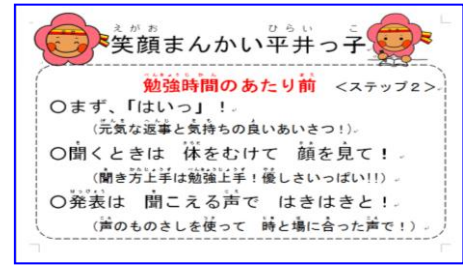 笑顔まんかい平井っ子
勉強時間のあたり前 <ステップ2>
○まず、「はいっ」!
(元気な返事と気持ちの良いあいさつ!)
○聞くときは 体をむけて 顔を見て!
(聞き方上手は勉強上手!優しさいっぱい!!)
○発表は 聞こえる声で はきはきと!
(声のものさしを使って 時と場に合った声で!)